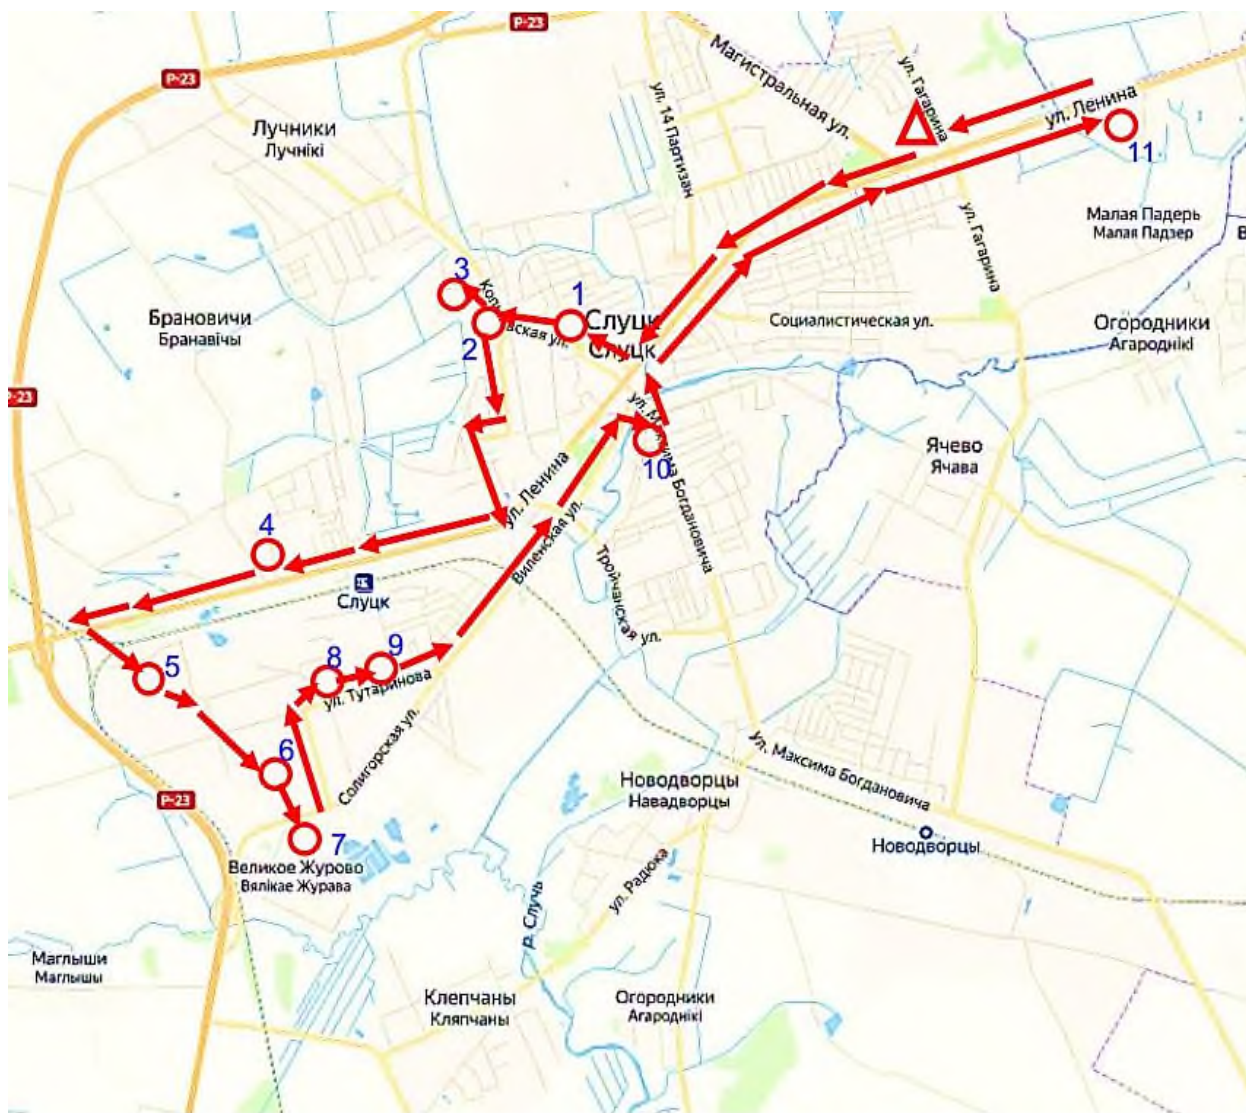 Р-23
Р-23
Магистральная ул.
ул. Гагарина
ул. Ленина
ул. 14 Партизан
Лучники
Лучнікі
11
ул. Гагарина
Малая Падерь
Малая Падзер
В
3
1
2
Слуцк
Слуцк
Брановичи
Бранавічы
Социалистическая ул.
Огородники
Агароднікі
Р-23
ул. Максима Богдановича
10
Ячево
Ячава
ул. Ленина
Виленская ул.
4
Слуцк
Тройчанская ул.
5
8
9
ул. Тутаринова
Солигорская ул.
6
Р-23
7
Великое Журово
Вялікае Журава
Новодворцы
Навадворцы
ул. Максима Богдановича
Новодворцы
ул. Радюка
р. Случь
Маглыши
Маглышы
Клепчаны
Кляпчаны
Огородники
Агароднікі